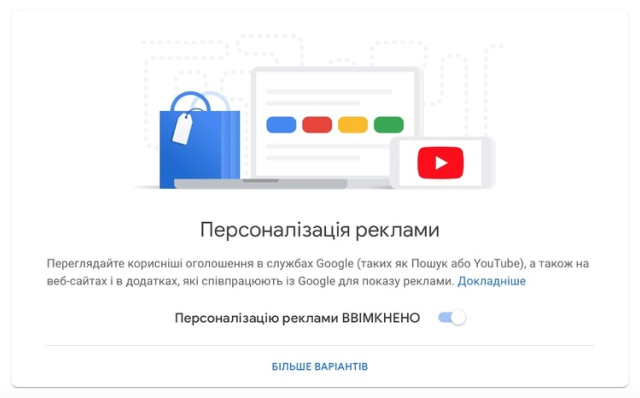 Персоналізація реклами
Переглядайте корисніші оголошення в службах Google (таких як Пошук або YouTube), а також на
веб-сайтах і в додатках, які співпрацюють із Google для показу реклами. Докладніше
Персоналізацію реклами ВВІМКНЕНО
БІЛЬШЕ ВАРІАНТІВ